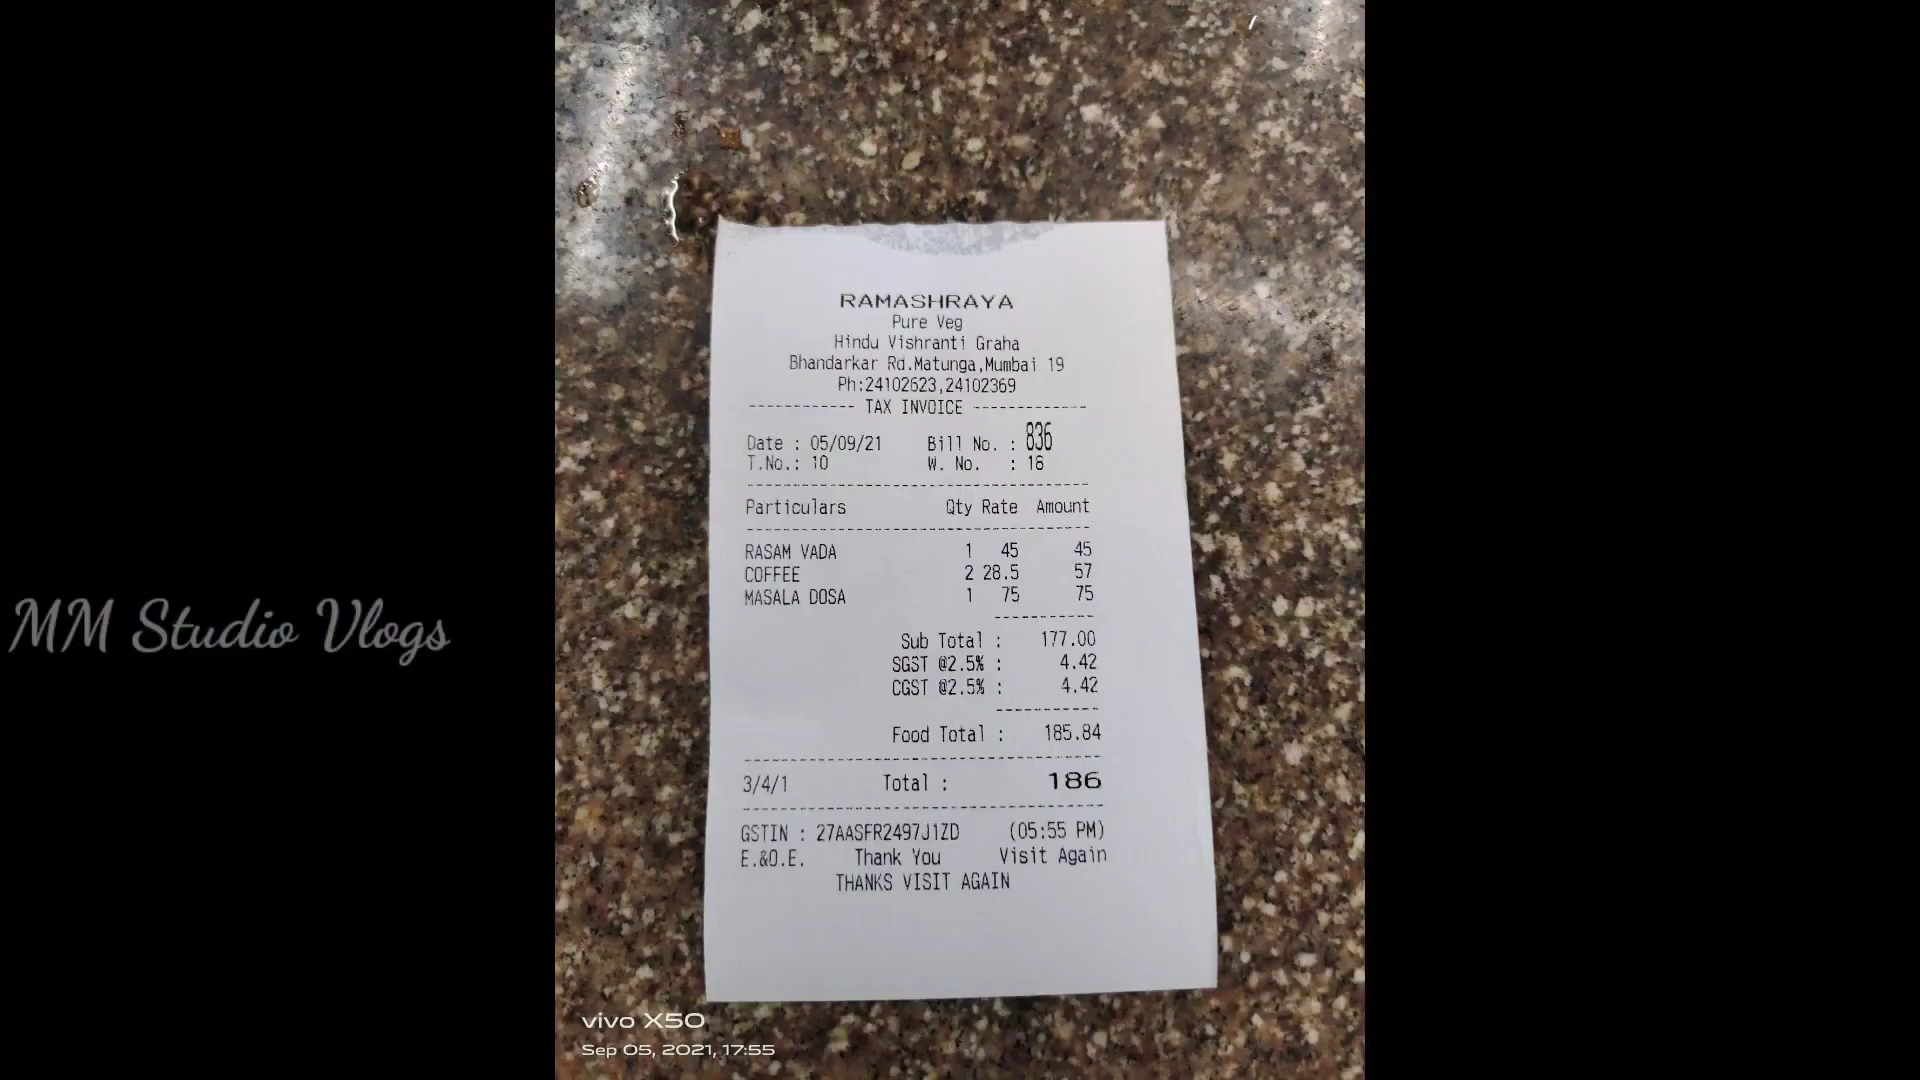 RAMASHRAYA
Pure Veg
Hindu Vishranti Graha
Bhandarkar Rd.Matunga,Mumbai 19
Ph:24102623,24102369
------------ TAX INVOICE -------------
Date : 05/09/21 Bill No. : 836
T.No.: 10 W. No. : 16
Particulars Qty Rate Amount
RASAM VADA 1 45 45
COFFEE 2 28.5 57
MASALA DOSA 1 75 75
Sub Total : 177.00
SGST @2.5% : 4.42
CGST @2.5% : 4.42
Food Total : 185.84
3/4/1 Total : 186
GSTIN : 27AASFR2497J1ZD (05:55 PM)
E.&O.E. Thank You Visit Again
THANKS VISIT AGAIN
MM Studio Vlogs
vivo X50
Sep 05, 2021, 17:55